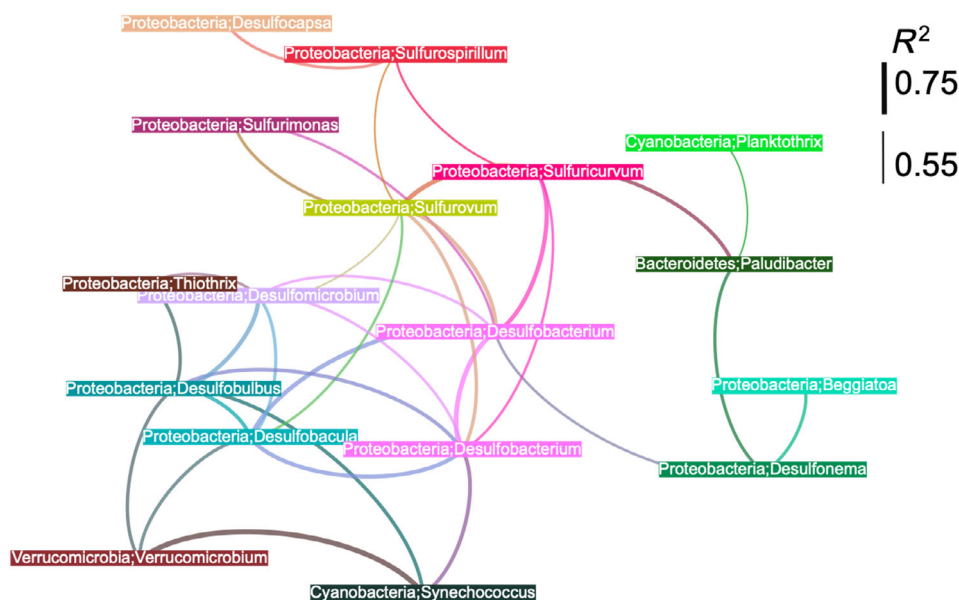 Proteobacteria;Desulfocapsa
Proteobacteria;Sulfurospirillum
R²
0.75
Proteobacteria;Sulfurimonas
Cyanobacteria;Planktothrix
0.55
Proteobacteria;Sulfuricurvum
Proteobacteria;Sulfurovum
Bacteroidetes;Paludibacter
Proteobacteria;Thiothrix
Proteobacteria;Desulfomicrobium
Proteobacteria;Desulfobacterium
Proteobacteria;Desulfobulbus
Proteobacteria;Beggiatoa
Proteobacteria;Desulfobacula
Proteobacteria;Desulfobacterium
Proteobacteria;Desulfonema
Verrucomicrobia;Verrucomicrobium
Cyanobacteria;Synechococcus